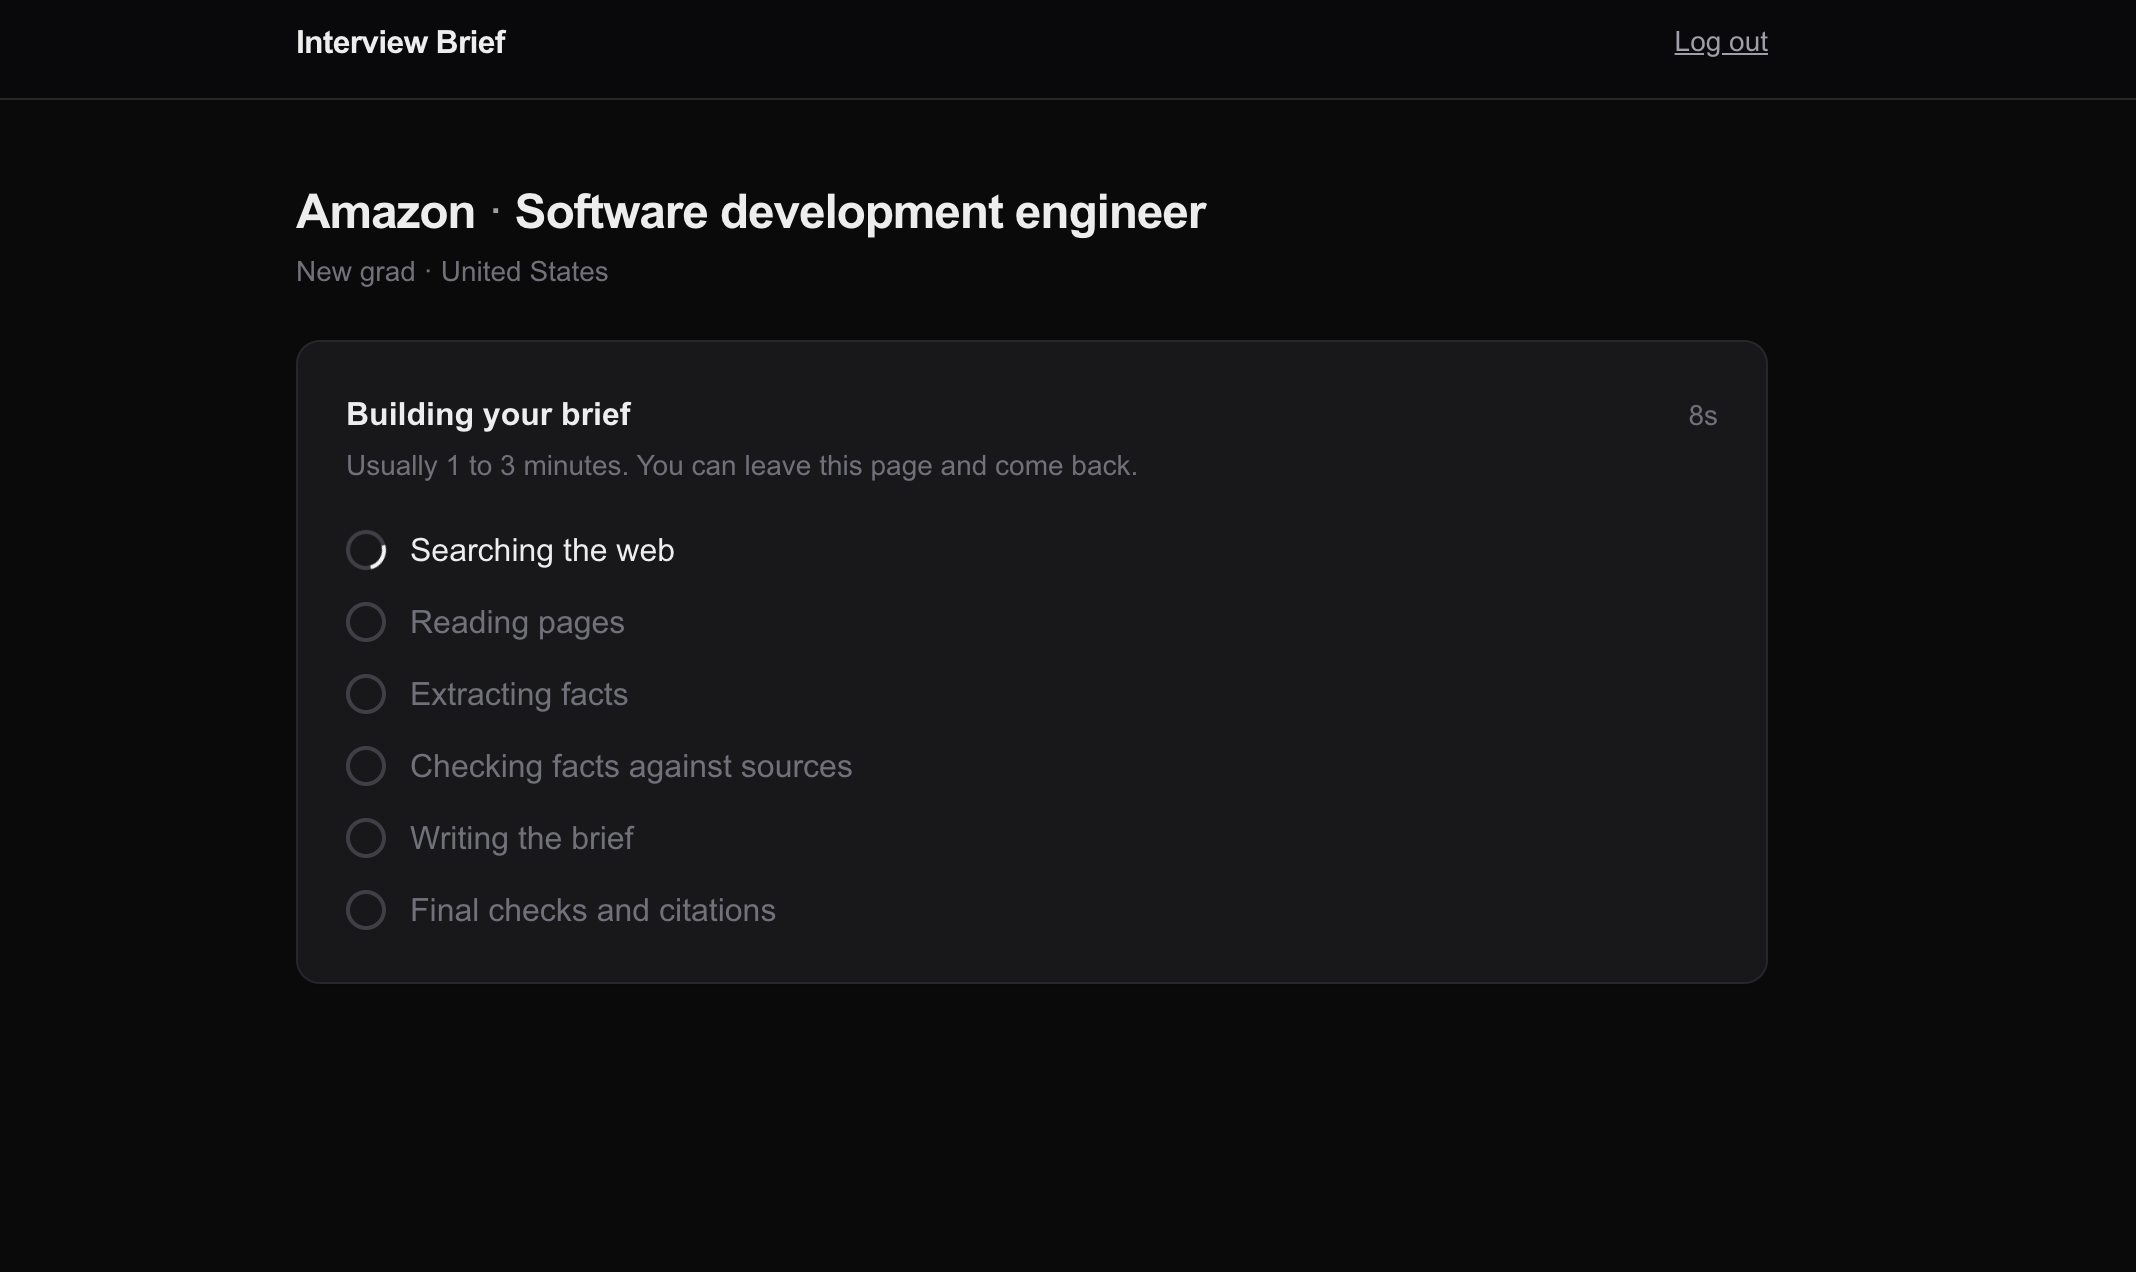 Interview Brief
Log out
Amazon · Software development engineer
New grad · United States
Building your brief
8s
Usually 1 to 3 minutes. You can leave this page and come back.
Searching the web
Reading pages
Extracting facts
Checking facts against sources
Writing the brief
Final checks and citations